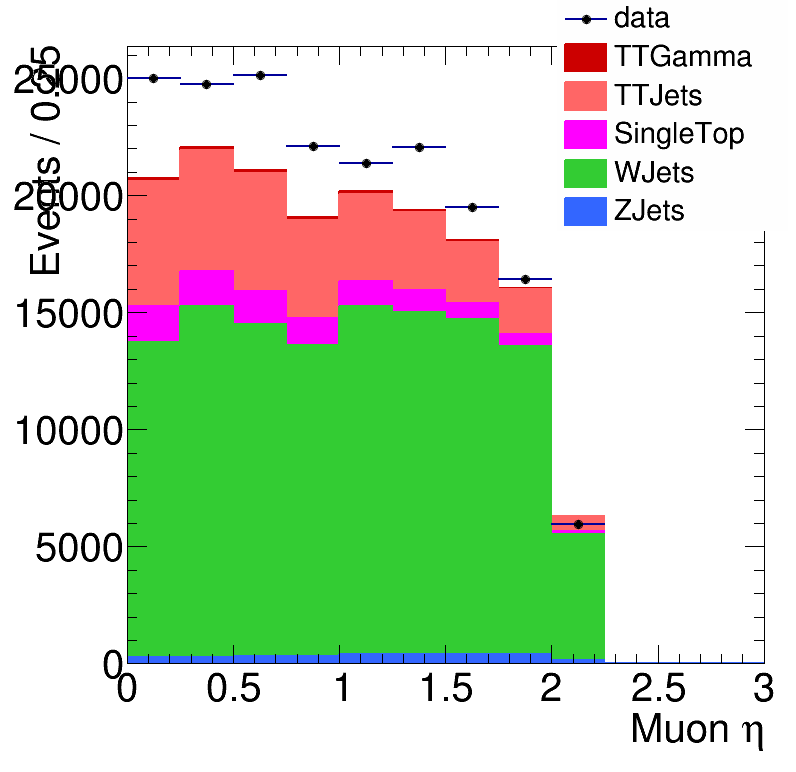 data
TTGamma
TTJets
SingleTop
WJets
ZJets
Events / 0.25
25000
20000
15000
10000
5000
0
0 0.5 1 1.5 2 2.5 3
Muon η